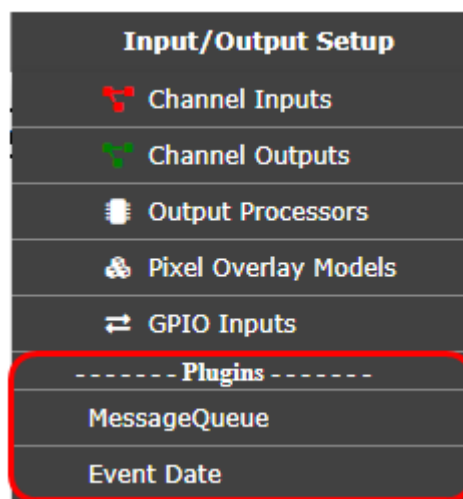 Input/Output Setup
Channel Inputs
Channel Outputs
Output Processors
Pixel Overlay Models
GPIO Inputs
- - - - - - - Plugins - - - - - - -
MessageQueue
Event Date